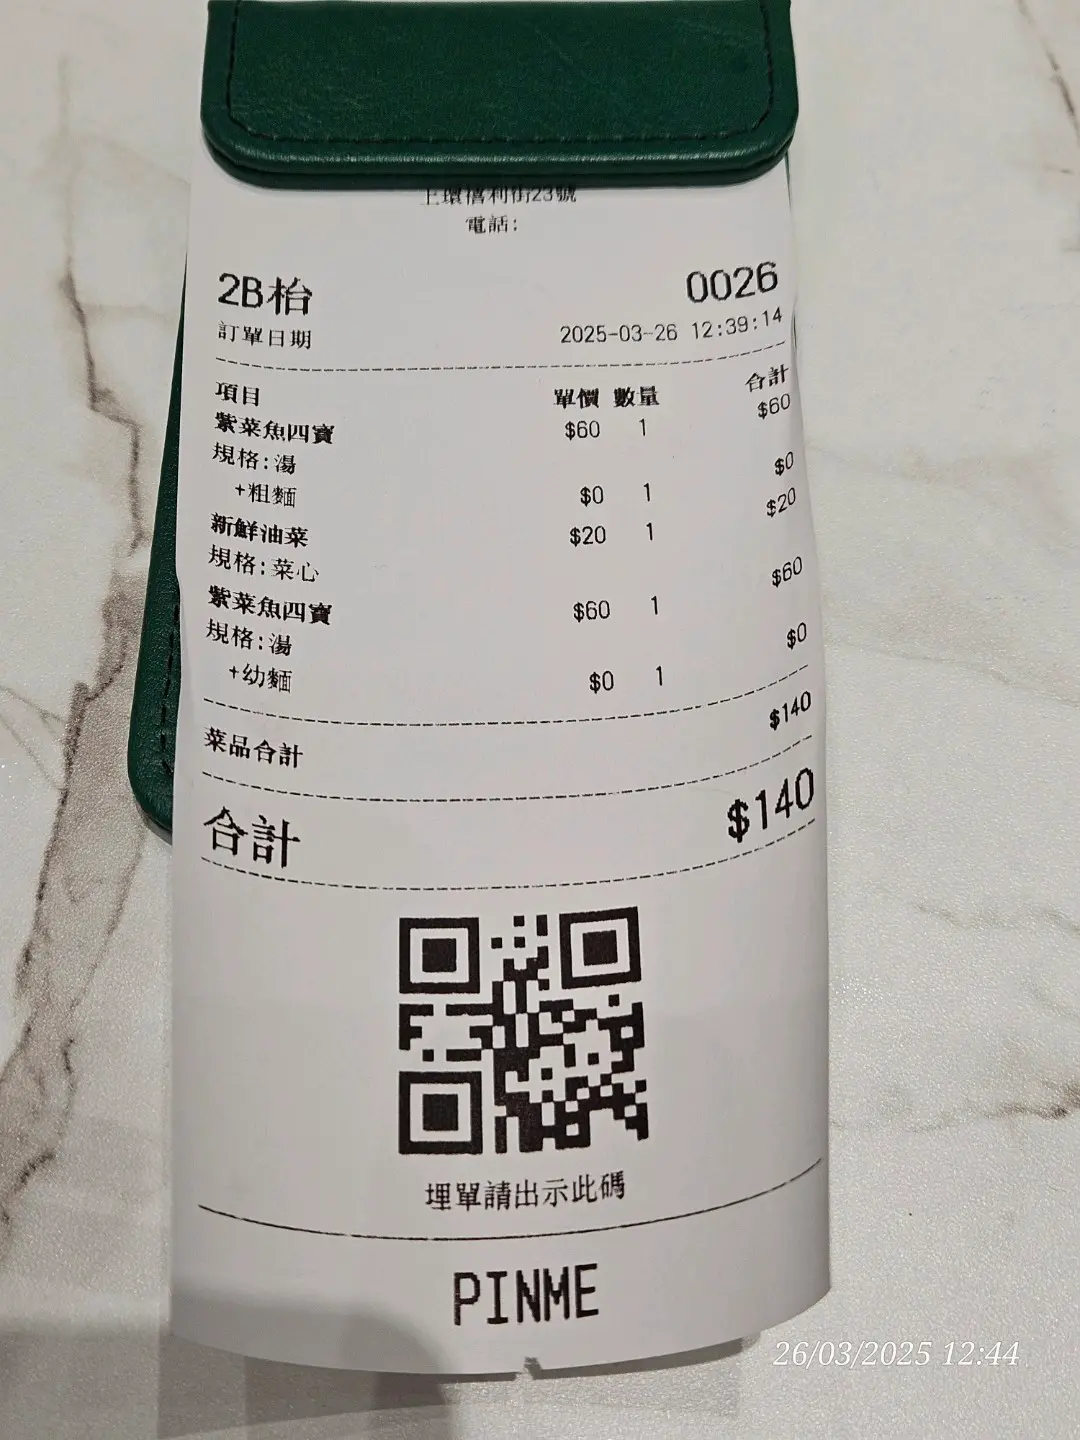 上環禧利街23號
電話:
2B枱 0026
訂單日期 2025-03-26 12:39:14
項目 單價 數量 合計
紫菜魚四寶 $60 1 $60
規格:湯
+粗麵 $0 1 $0
新鮮油菜 $20 1 $20
規格:菜心
紫菜魚四寶 $60 1 $60
規格:湯
+幼麵 $0 1 $0
菜品合計 $140
合計 $140
埋單請出示此碼
PINME
26/03/2025 12:44